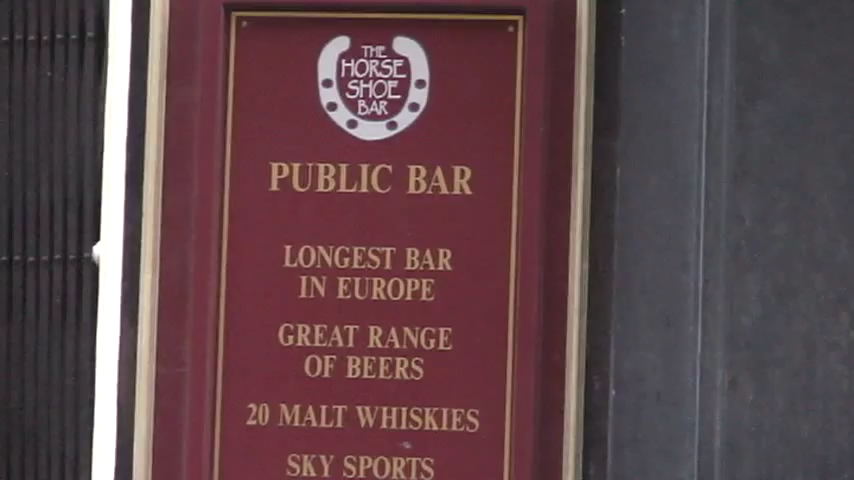 THE
HORSE
SHOE
BAR
PUBLIC BAR
LONGEST BAR
IN EUROPE
GREAT RANGE
OF BEERS
20 MALT WHISKIES
SKY SPORTS